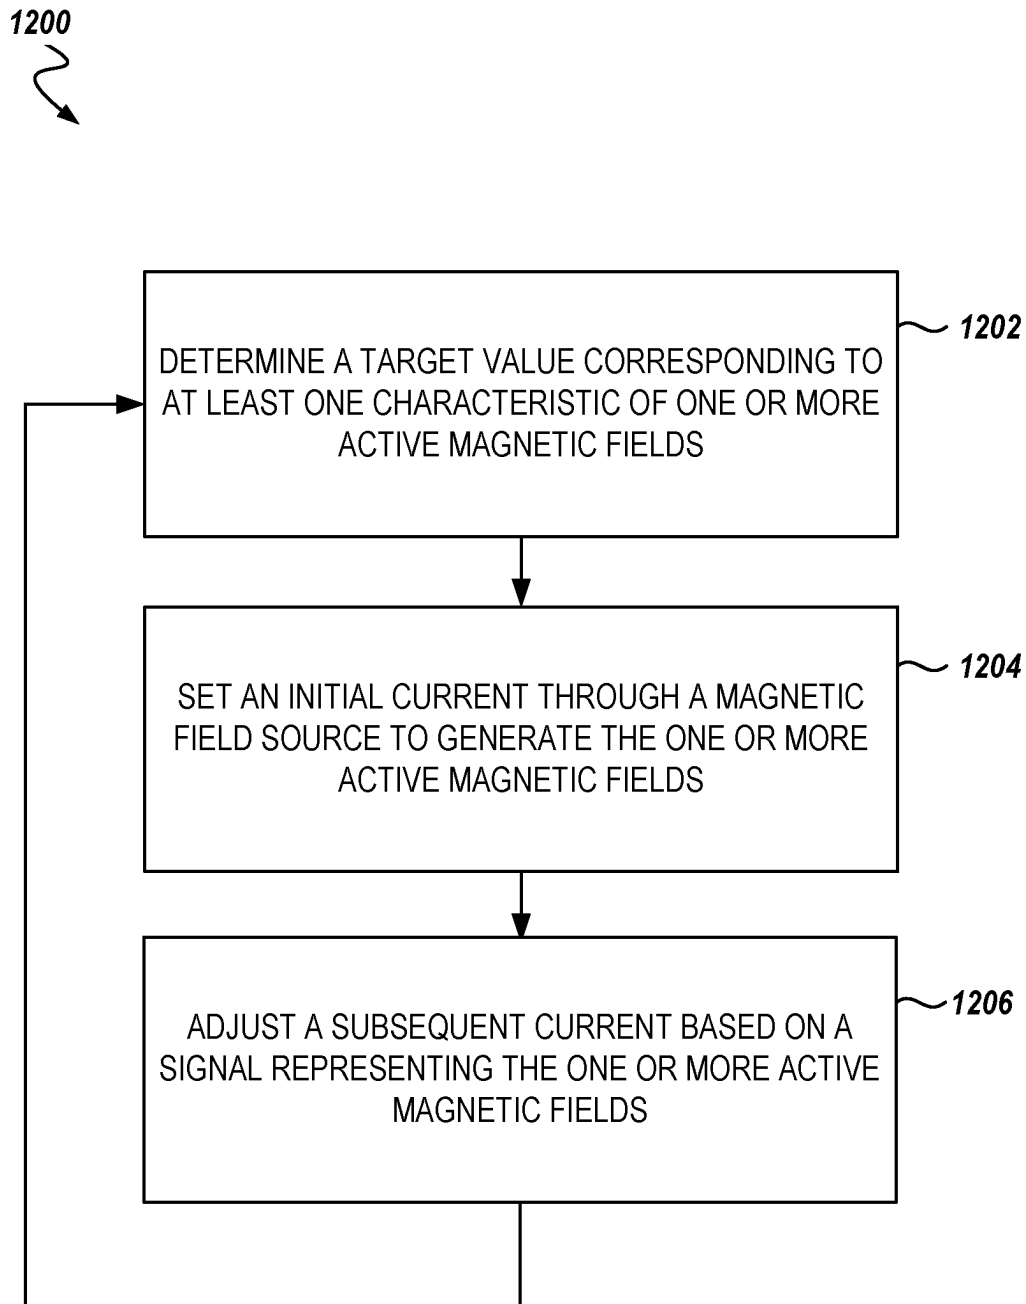 1200
1202
DETERMINE A TARGET VALUE CORRESPONDING TO
AT LEAST ONE CHARACTERISTIC OF ONE OR MORE
ACTIVE MAGNETIC FIELDS
1204
SET AN INITIAL CURRENT THROUGH A MAGNETIC
FIELD SOURCE TO GENERATE THE ONE OR MORE
ACTIVE MAGNETIC FIELDS
1206
ADJUST A SUBSEQUENT CURRENT BASED ON A
SIGNAL REPRESENTING THE ONE OR MORE ACTIVE
MAGNETIC FIELDS